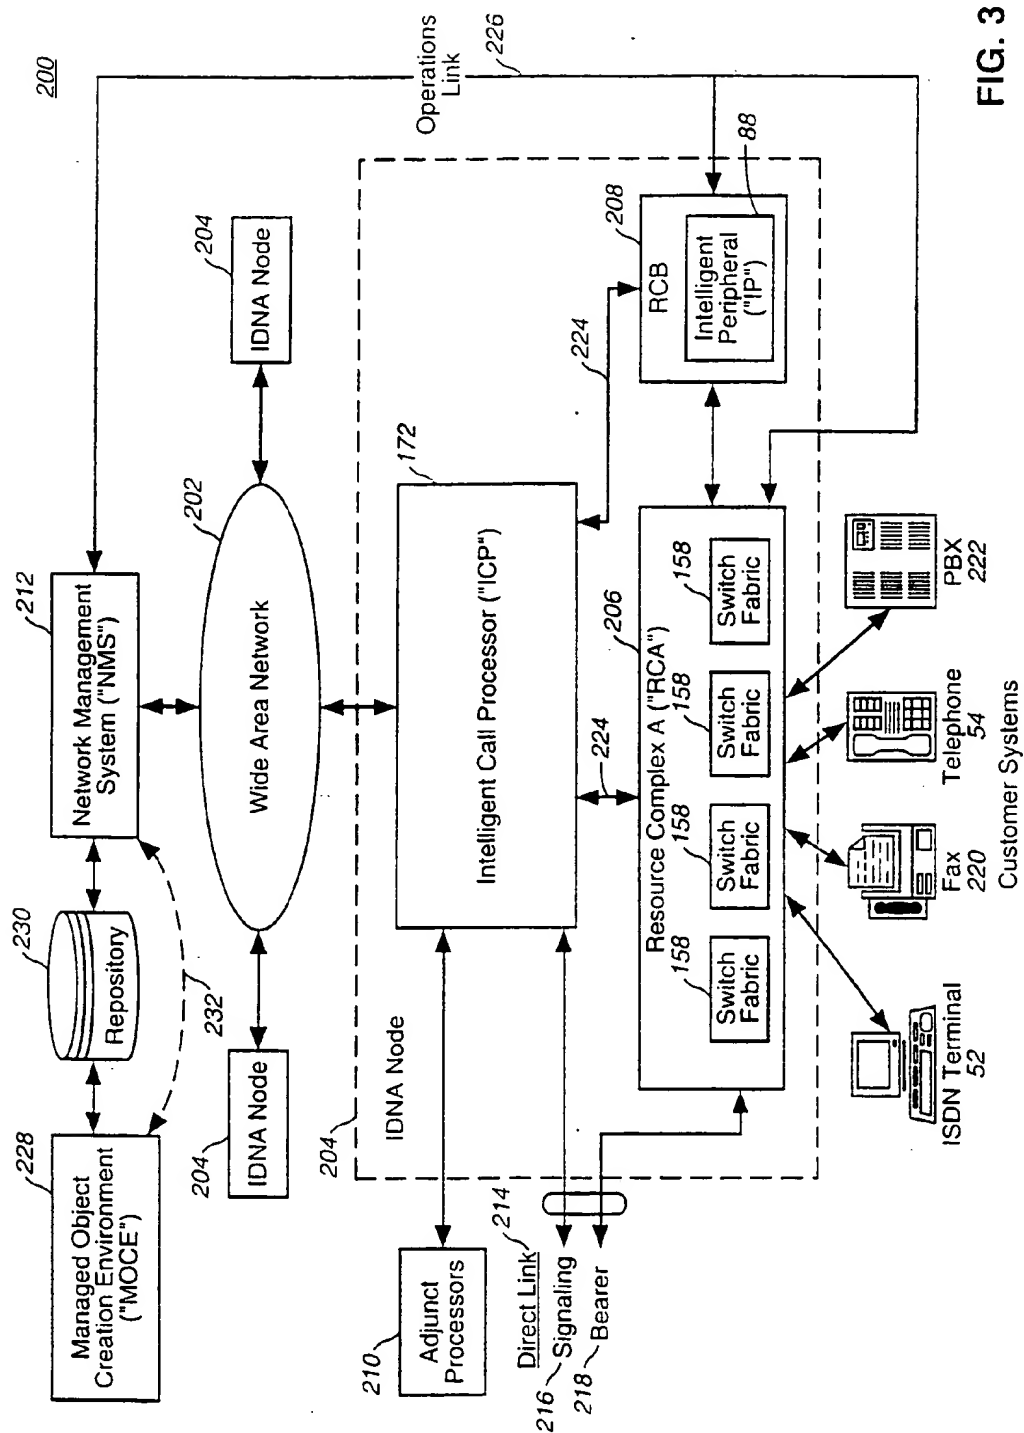 200
228
Managed Object
Creation Environment
("MOCE")
230
Repository
232
212
Network Management
System ("NMS")
204
IDNA Node
202
Wide Area Network
204
IDNA Node
Operations
Link
226
204
IDNA Node
210
Adjunct
Processors
Direct Link
214
216
Signaling
218
Bearer
172
Intelligent Call Processor ("ICP")
224
224
206
Resource Complex A ("RCA")
158
Switch
Fabric
158
Switch
Fabric
158
Switch
Fabric
158
Switch
Fabric
208
RCB
88
Intelligent
Peripheral
("IP")
ISDN Terminal
52
Fax
220
Telephone
54
PBX
222
Customer Systems
FIG. 3